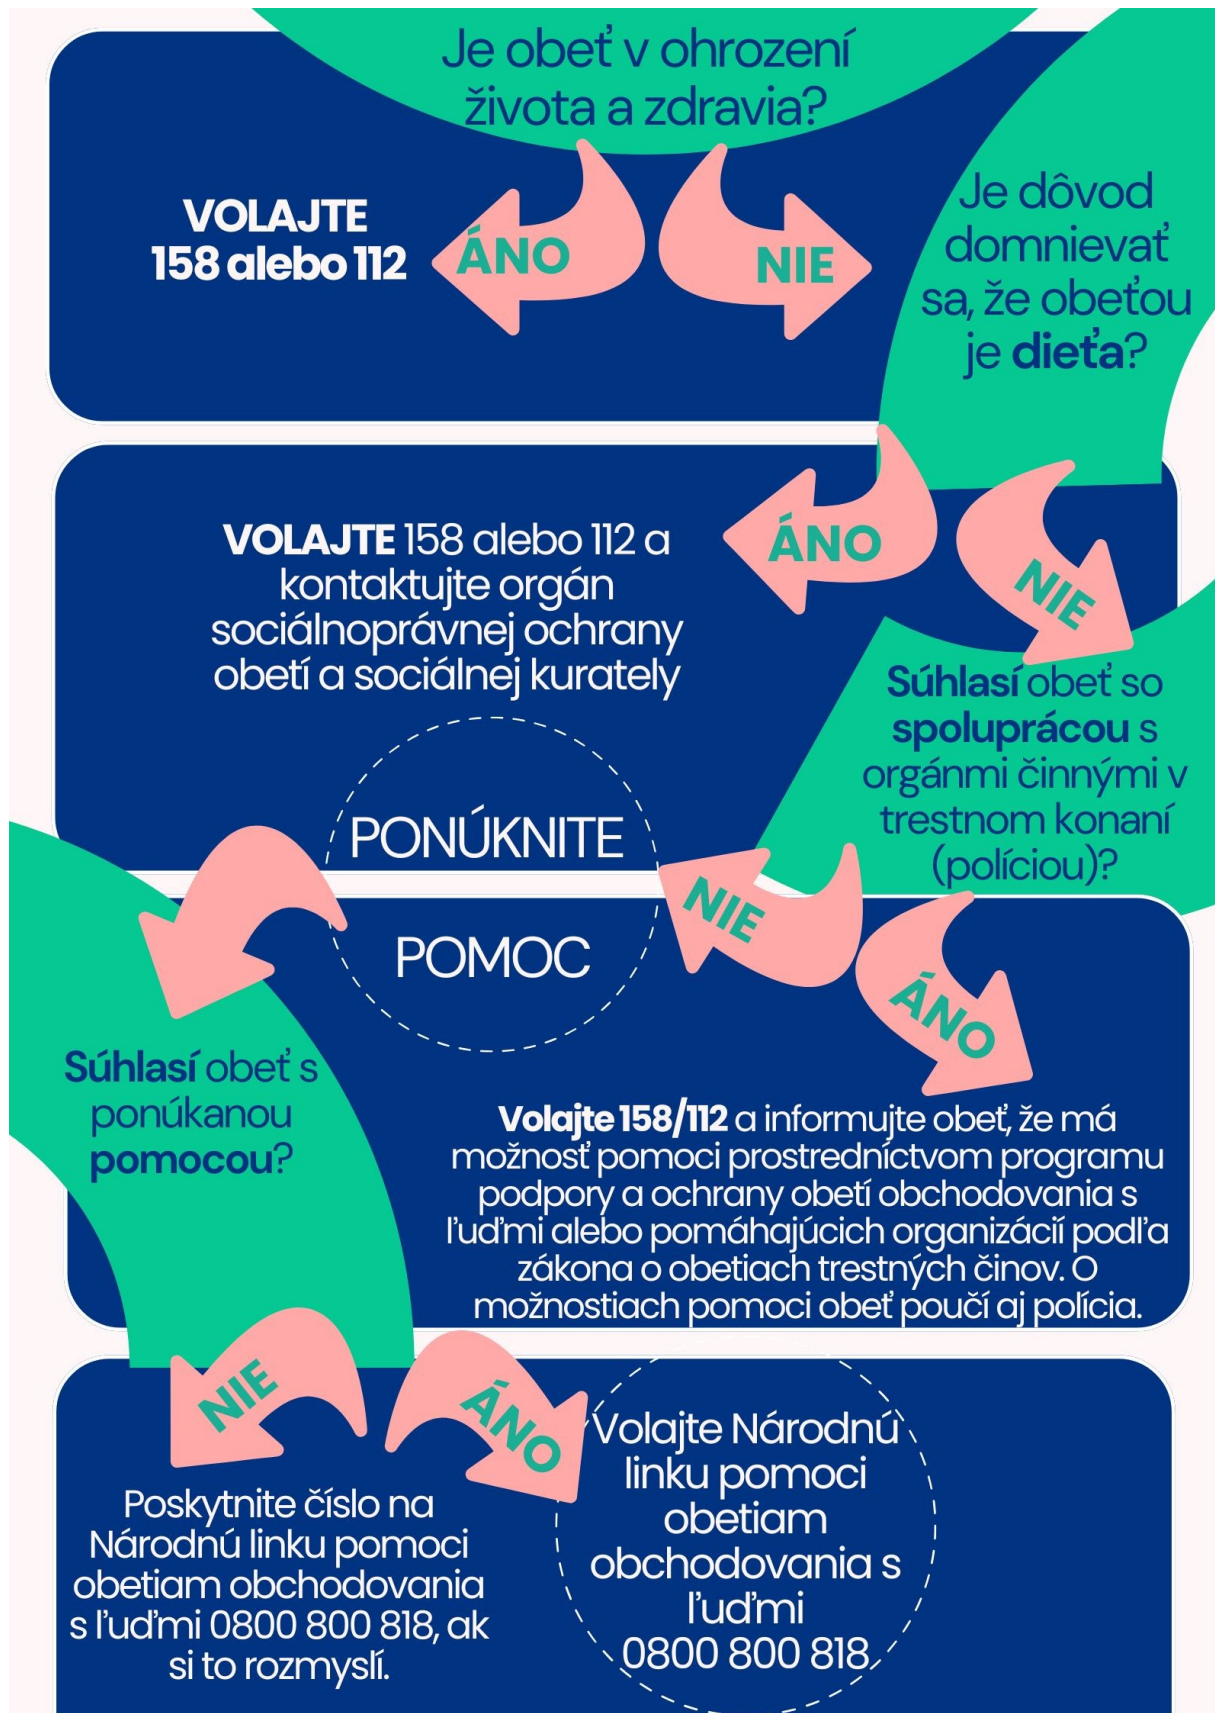 Je obeť v ohrození
života a zdravia?
VOLAJTE
158 alebo 112
ÁNO
NIE
Je dôvod
domnievať
sa, že obeťou
je dieťa?
VOLAJTE 158 alebo 112 a
kontaktujte orgán
sociálnoprávnej ochrany
obetí a sociálnej kurately
ÁNO
NIE
Súhlasí obeť so
spoluprácou s
orgánmi činnými v
trestnom konaní
(políciou)?
PONÚKNITE
POMOC
NIE
ÁNO
Súhlasí obeť s
ponúkanou
pomocou?
Volajte 158/112 a informujte obeť, že má
možnosť pomoci prostredníctvom programu
podpory a ochrany obetí obchodovania s
ľuďmi alebo pomáhajúcich organizácií podľa
zákona o obetiach trestných činov. O
možnostiach pomoci obeť poučí aj polícia.
NIE
ÁNO
Poskytnite číslo na
Národnú linku pomoci
obetiam obchodovania
s ľuďmi 0800 800 818, ak
si to rozmyslí.
Volajte Národnú
linku pomoci
obetiam
obchodovania s
ľuďmi
0800 800 818